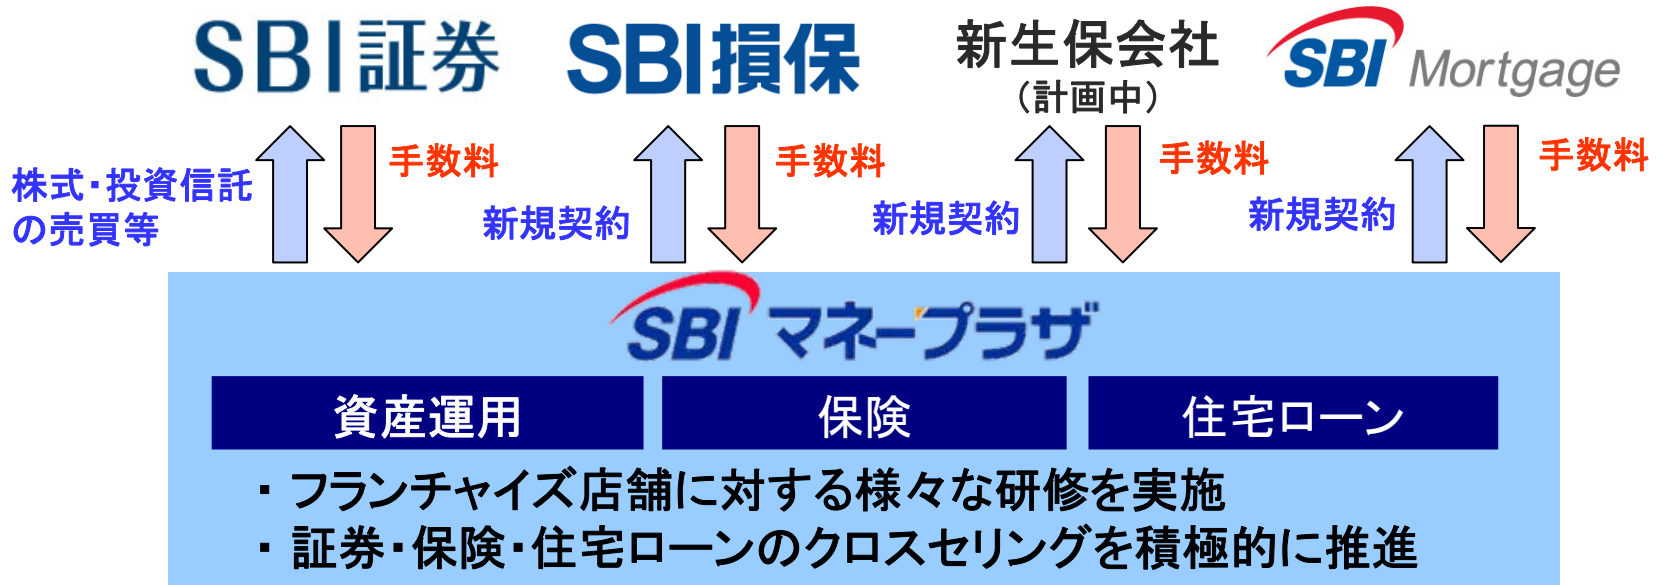 SBI証券
SBI損保
新生保会社
（計画中）
SBI Mortgage
株式・投資信託
の売買等
手数料
新規契約
手数料
新規契約
手数料
新規契約
手数料
SBI マネープラザ
資産運用
保険
住宅ローン
・ フランチャイズ店舗に対する様々な研修を実施
・ 証券・保険・住宅ローンのクロスセリングを積極的に推進